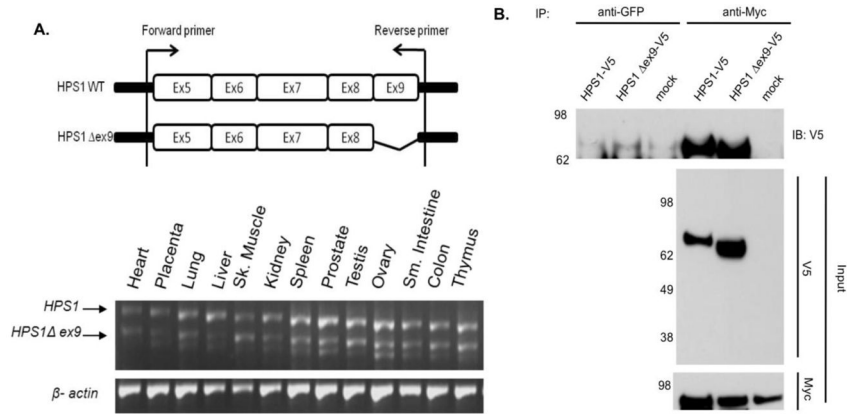 A.
Forward primer
Reverse primer
HPS1 WT
Ex5 Ex6 Ex7 Ex8 Ex9
HPS1 Δex9
Ex5 Ex6 Ex7 Ex8
Heart Placenta Lung Liver Sk. Muscle Kidney Spleen Prostate Testis Ovary Sm. Intestine Colon Thymus
HPS1
HPS1Δ ex9
β- actin
B.
IP: anti-GFP anti-Myc
HPS1-V5 HPS1 Δex9-V5 mock HPS1-V5 HPS1 Δex9-V5 mock
98
62
IB: V5
98
62
49
38
V5
98
Myc
Input